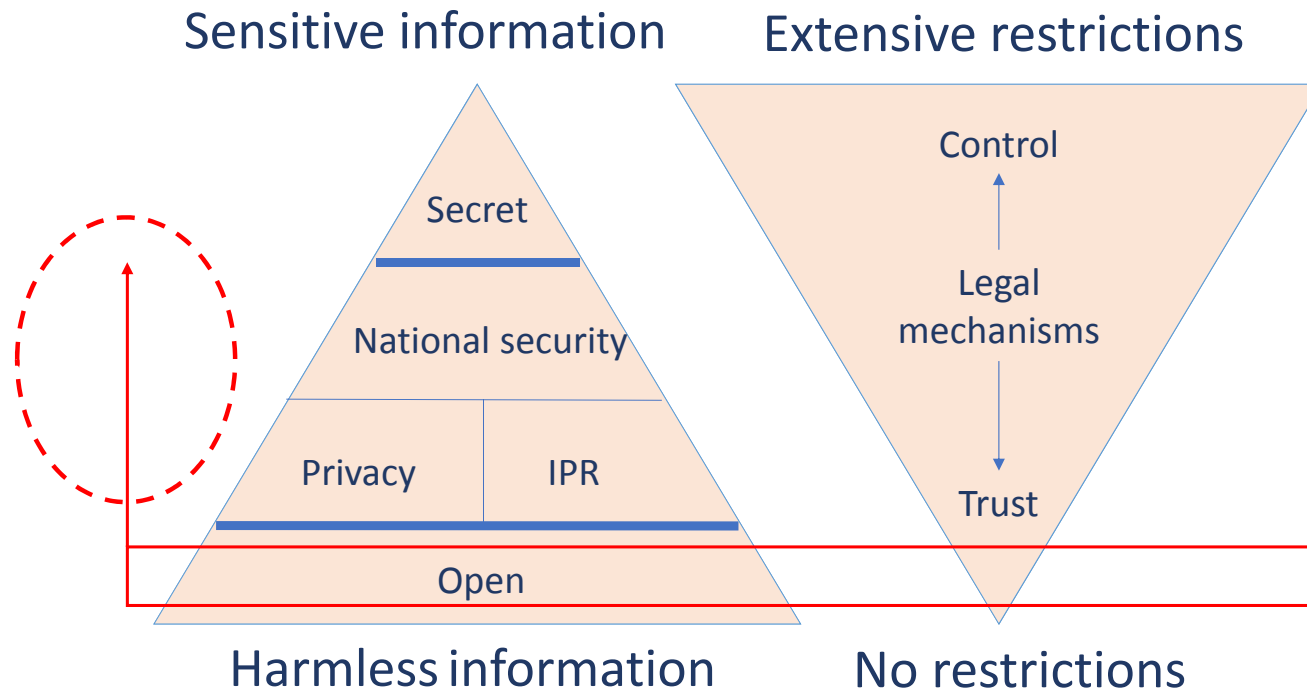 Sensitive information
Extensive restrictions
Control
Secret
Legal
mechanisms
National security
Privacy
IPR
Trust
Open
Harmless information
No restrictions